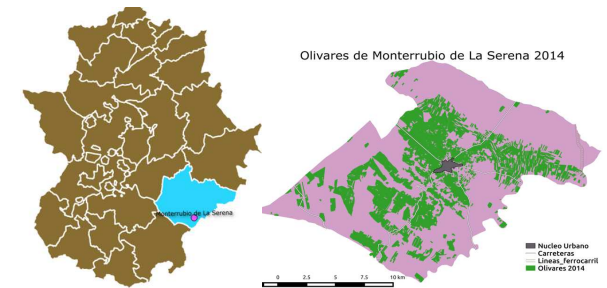 Olivares de Monterrubio de La Serena 2014
Monterrubio de La Serena
Nucleo Urbano
Carreteras
Lineas_ferrocarril
Olivares 2014
0 2.5 5 7.5 10 km